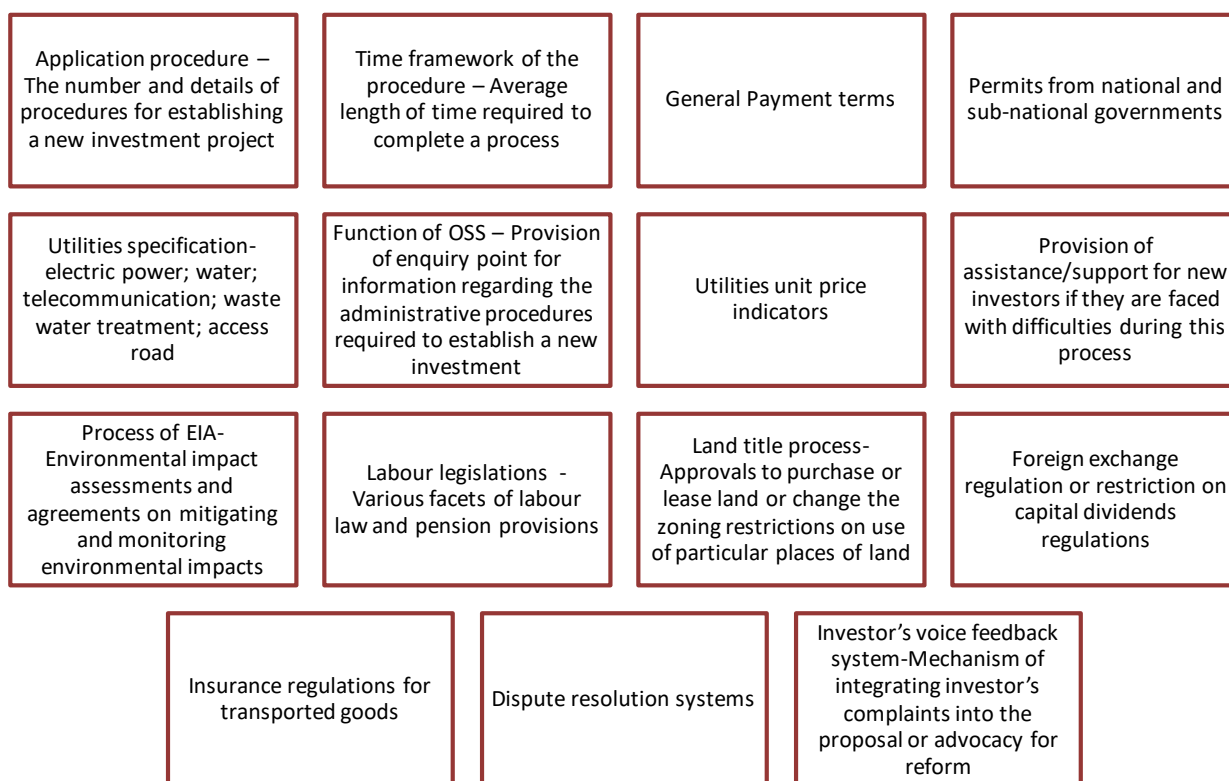 Application procedure –
The number and details of
procedures for establishing
a new investment project
Time framework of the
procedure – Average
length of time required to
complete a process
General Payment terms
Permits from national and
sub-national governments
Utilities specification-
electric power; water;
telecommunication; waste
water treatment; access
road
Function of OSS – Provision
of enquiry point for
information regarding the
administrative procedures
required to establish a new
investment
Utilities unit price
indicators
Provision of
assistance/support for new
investors if they are faced
with difficulties during this
process
Process of EIA-
Environmental impact
assessments and
agreements on mitigating
and monitoring
environmental impacts
Labour legislations -
Various facets of labour
law and pension provisions
Land title process-
Approvals to purchase or
lease land or change the
zoning restrictions on use
of particular places of land
Foreign exchange
regulation or restriction on
capital dividends
regulations
Insurance regulations for
transported goods
Dispute resolution systems
Investor’s voice feedback
system-Mechanism of
integrating investor’s
complaints into the
proposal or advocacy for
reform